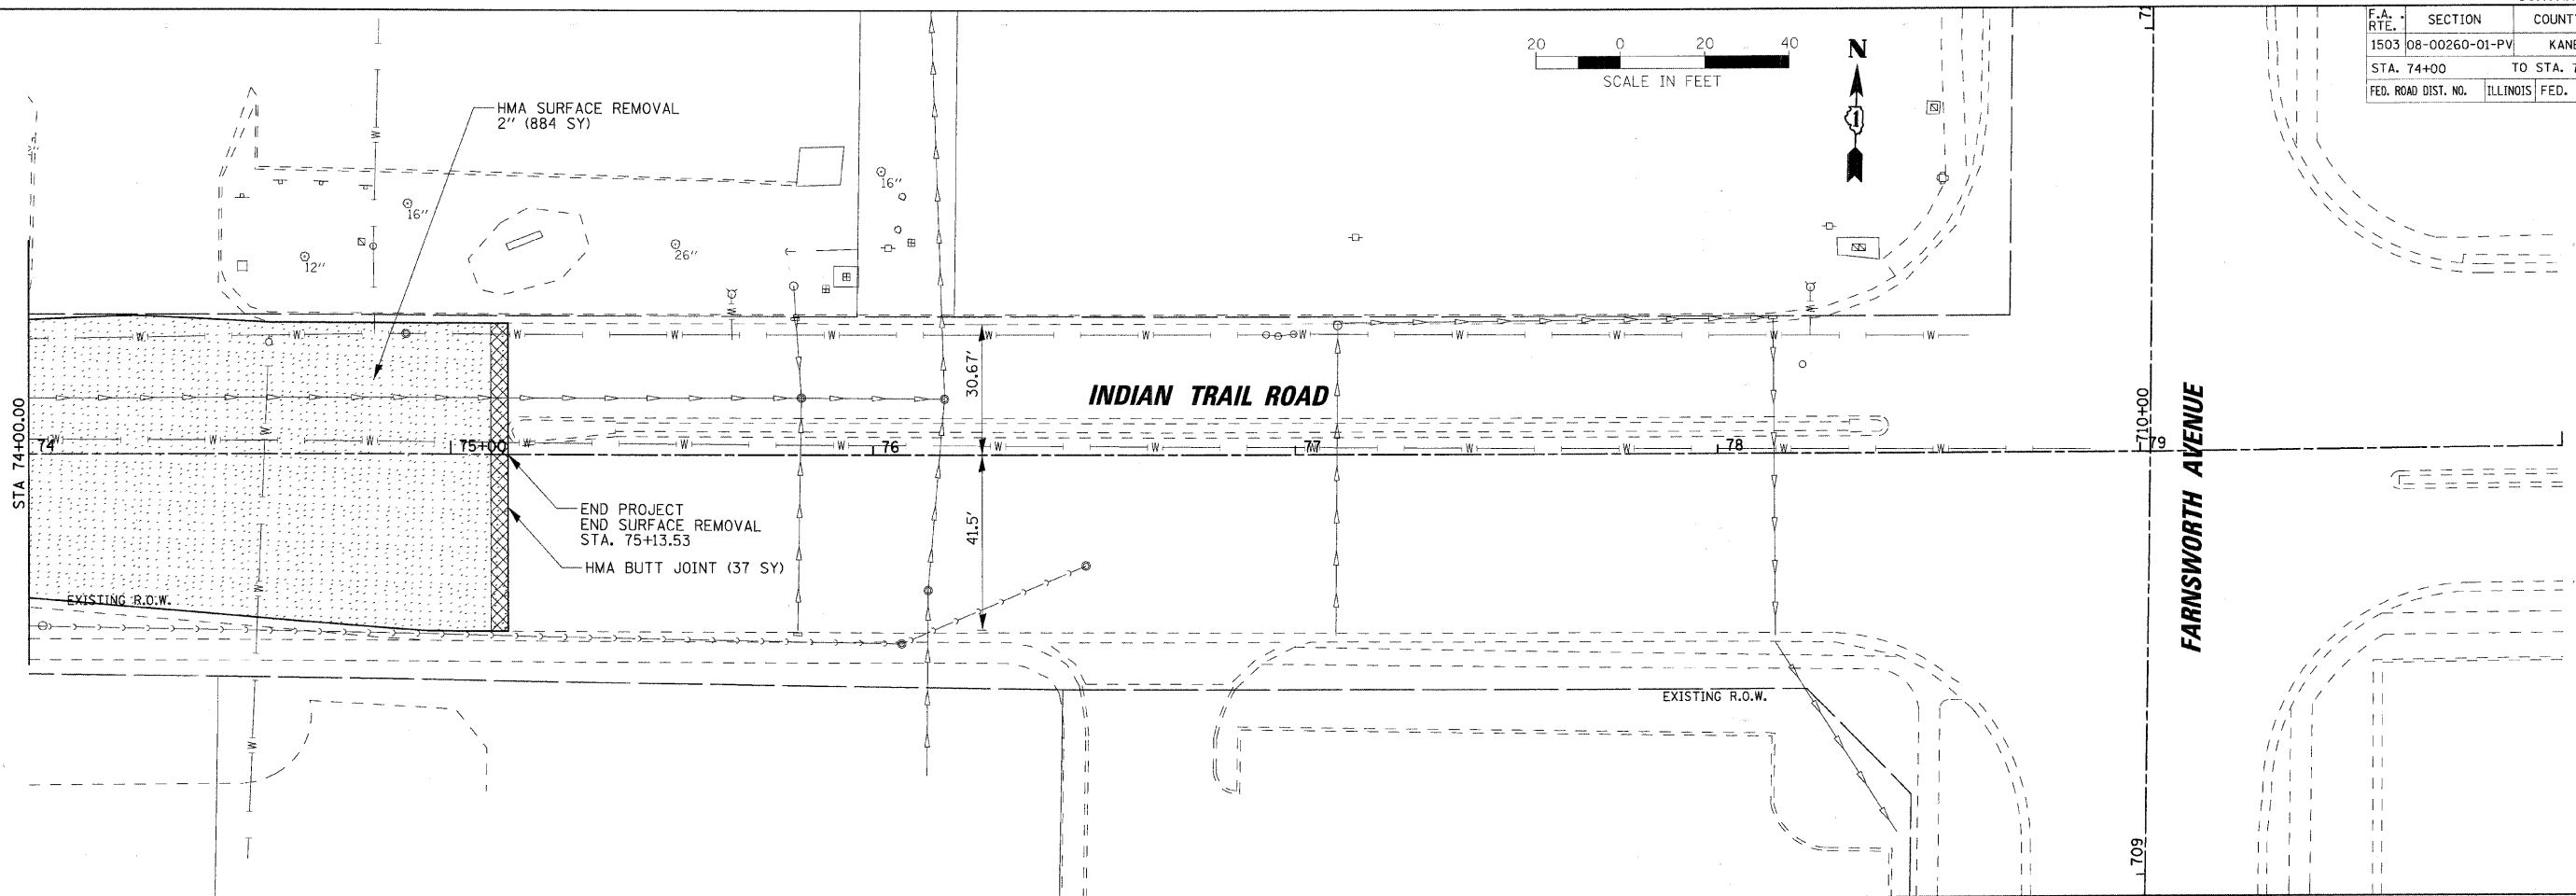 F.A. RTE. SECTION
1503 08-00260-01-PV
STA. 74+00 TO STA.
FED. ROAD DIST. NO. ILLINOIS FED.
20 0 20 40
SCALE IN FEET
N
1
HMA SURFACE REMOVAL
2" (884 SY)
16"
16"
12"
26"
W W W W W W W W W W W W
30.67'
INDIAN TRAIL ROAD
STA 74+00.00
74 75+00 76 77 78 79
710+00
FARNSWORTH AVENUE
END PROJECT
END SURFACE REMOVAL
STA. 75+13.53
41.5'
HMA BUTT JOINT (37 SY)
EXISTING R.O.W.
EXISTING R.O.W.
709